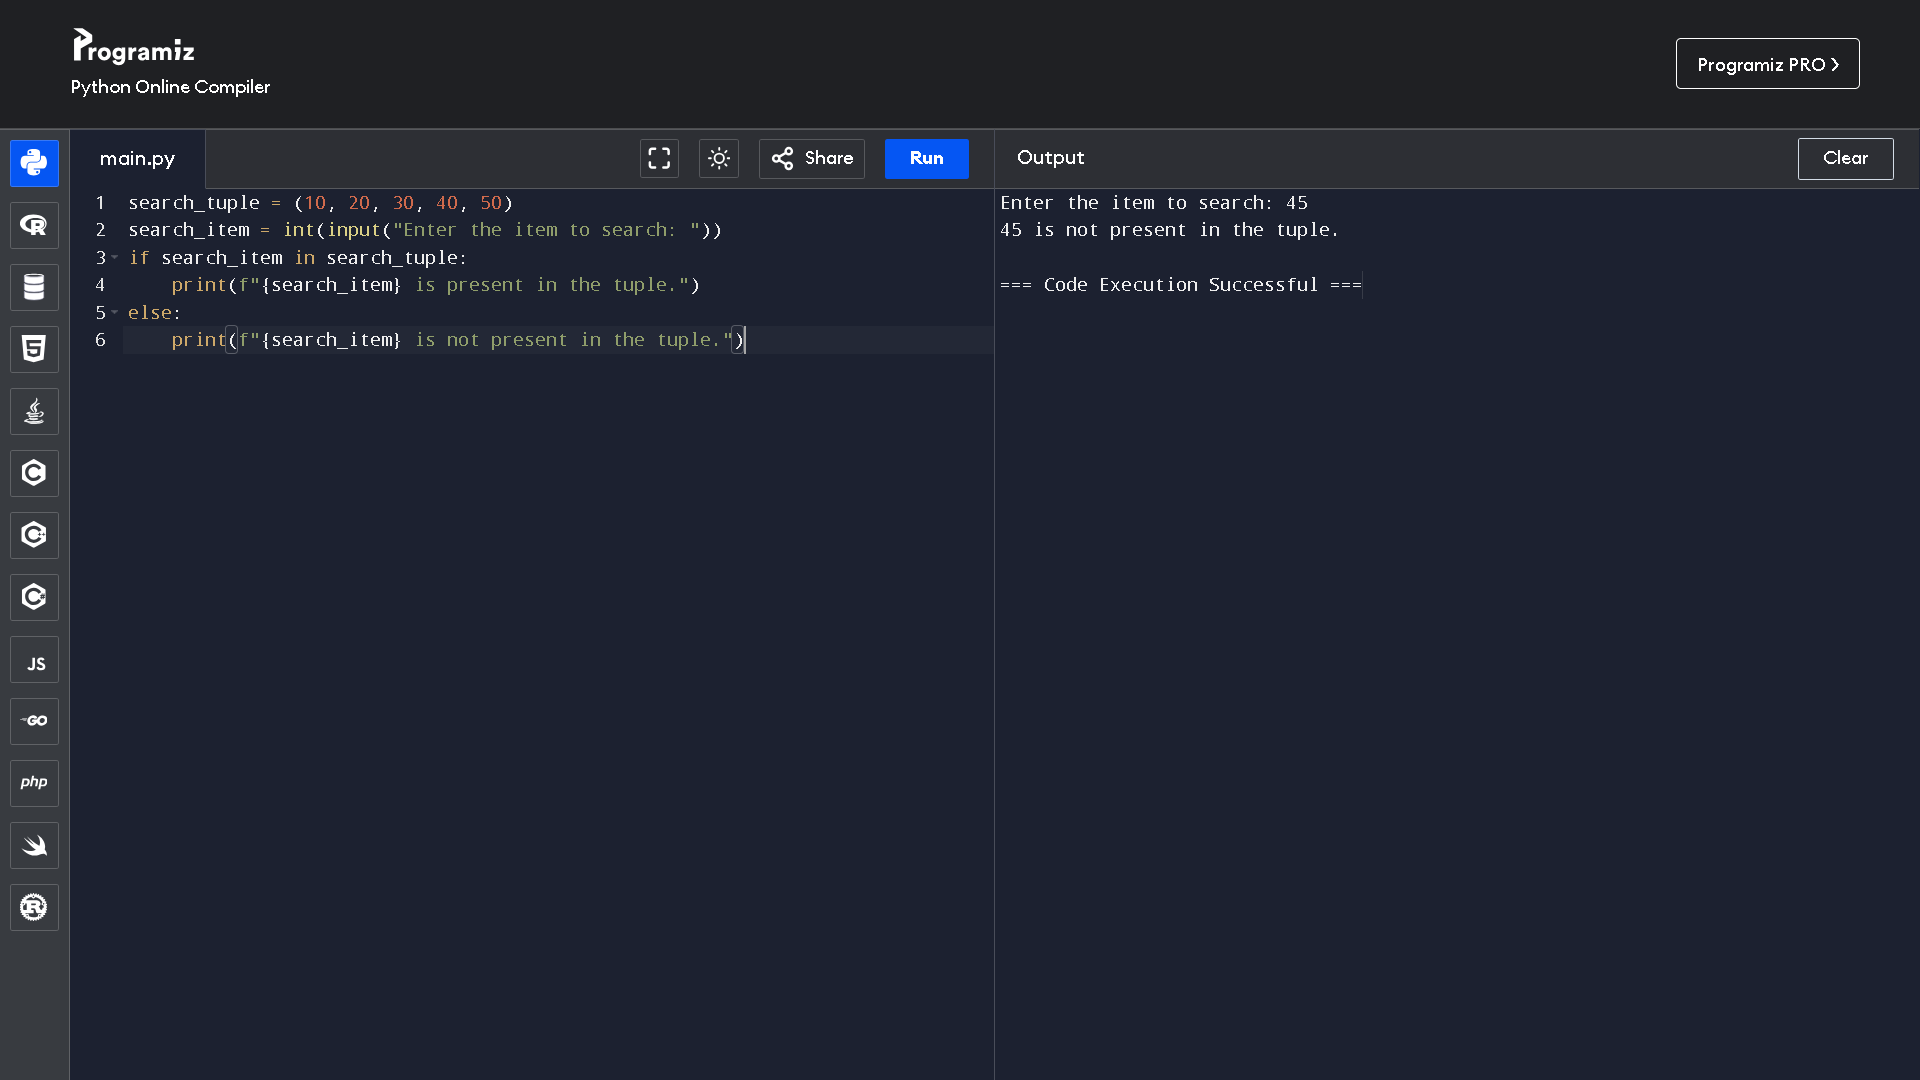 Programiz
Python Online Compiler
Programiz PRO
main.py
Share
Run
Output
Clear
1 search_tuple = (10, 20, 30, 40, 50)
2 search_item = int(input("Enter the item to search: "))
3 if search_item in search_tuple:
4     print(f"{search_item} is present in the tuple.")
5 else:
6     print(f"{search_item} is not present in the tuple.")
Enter the item to search: 45
45 is not present in the tuple.
=== Code Execution Successful ===
R
5
C
C
C
JS
GO
php
R